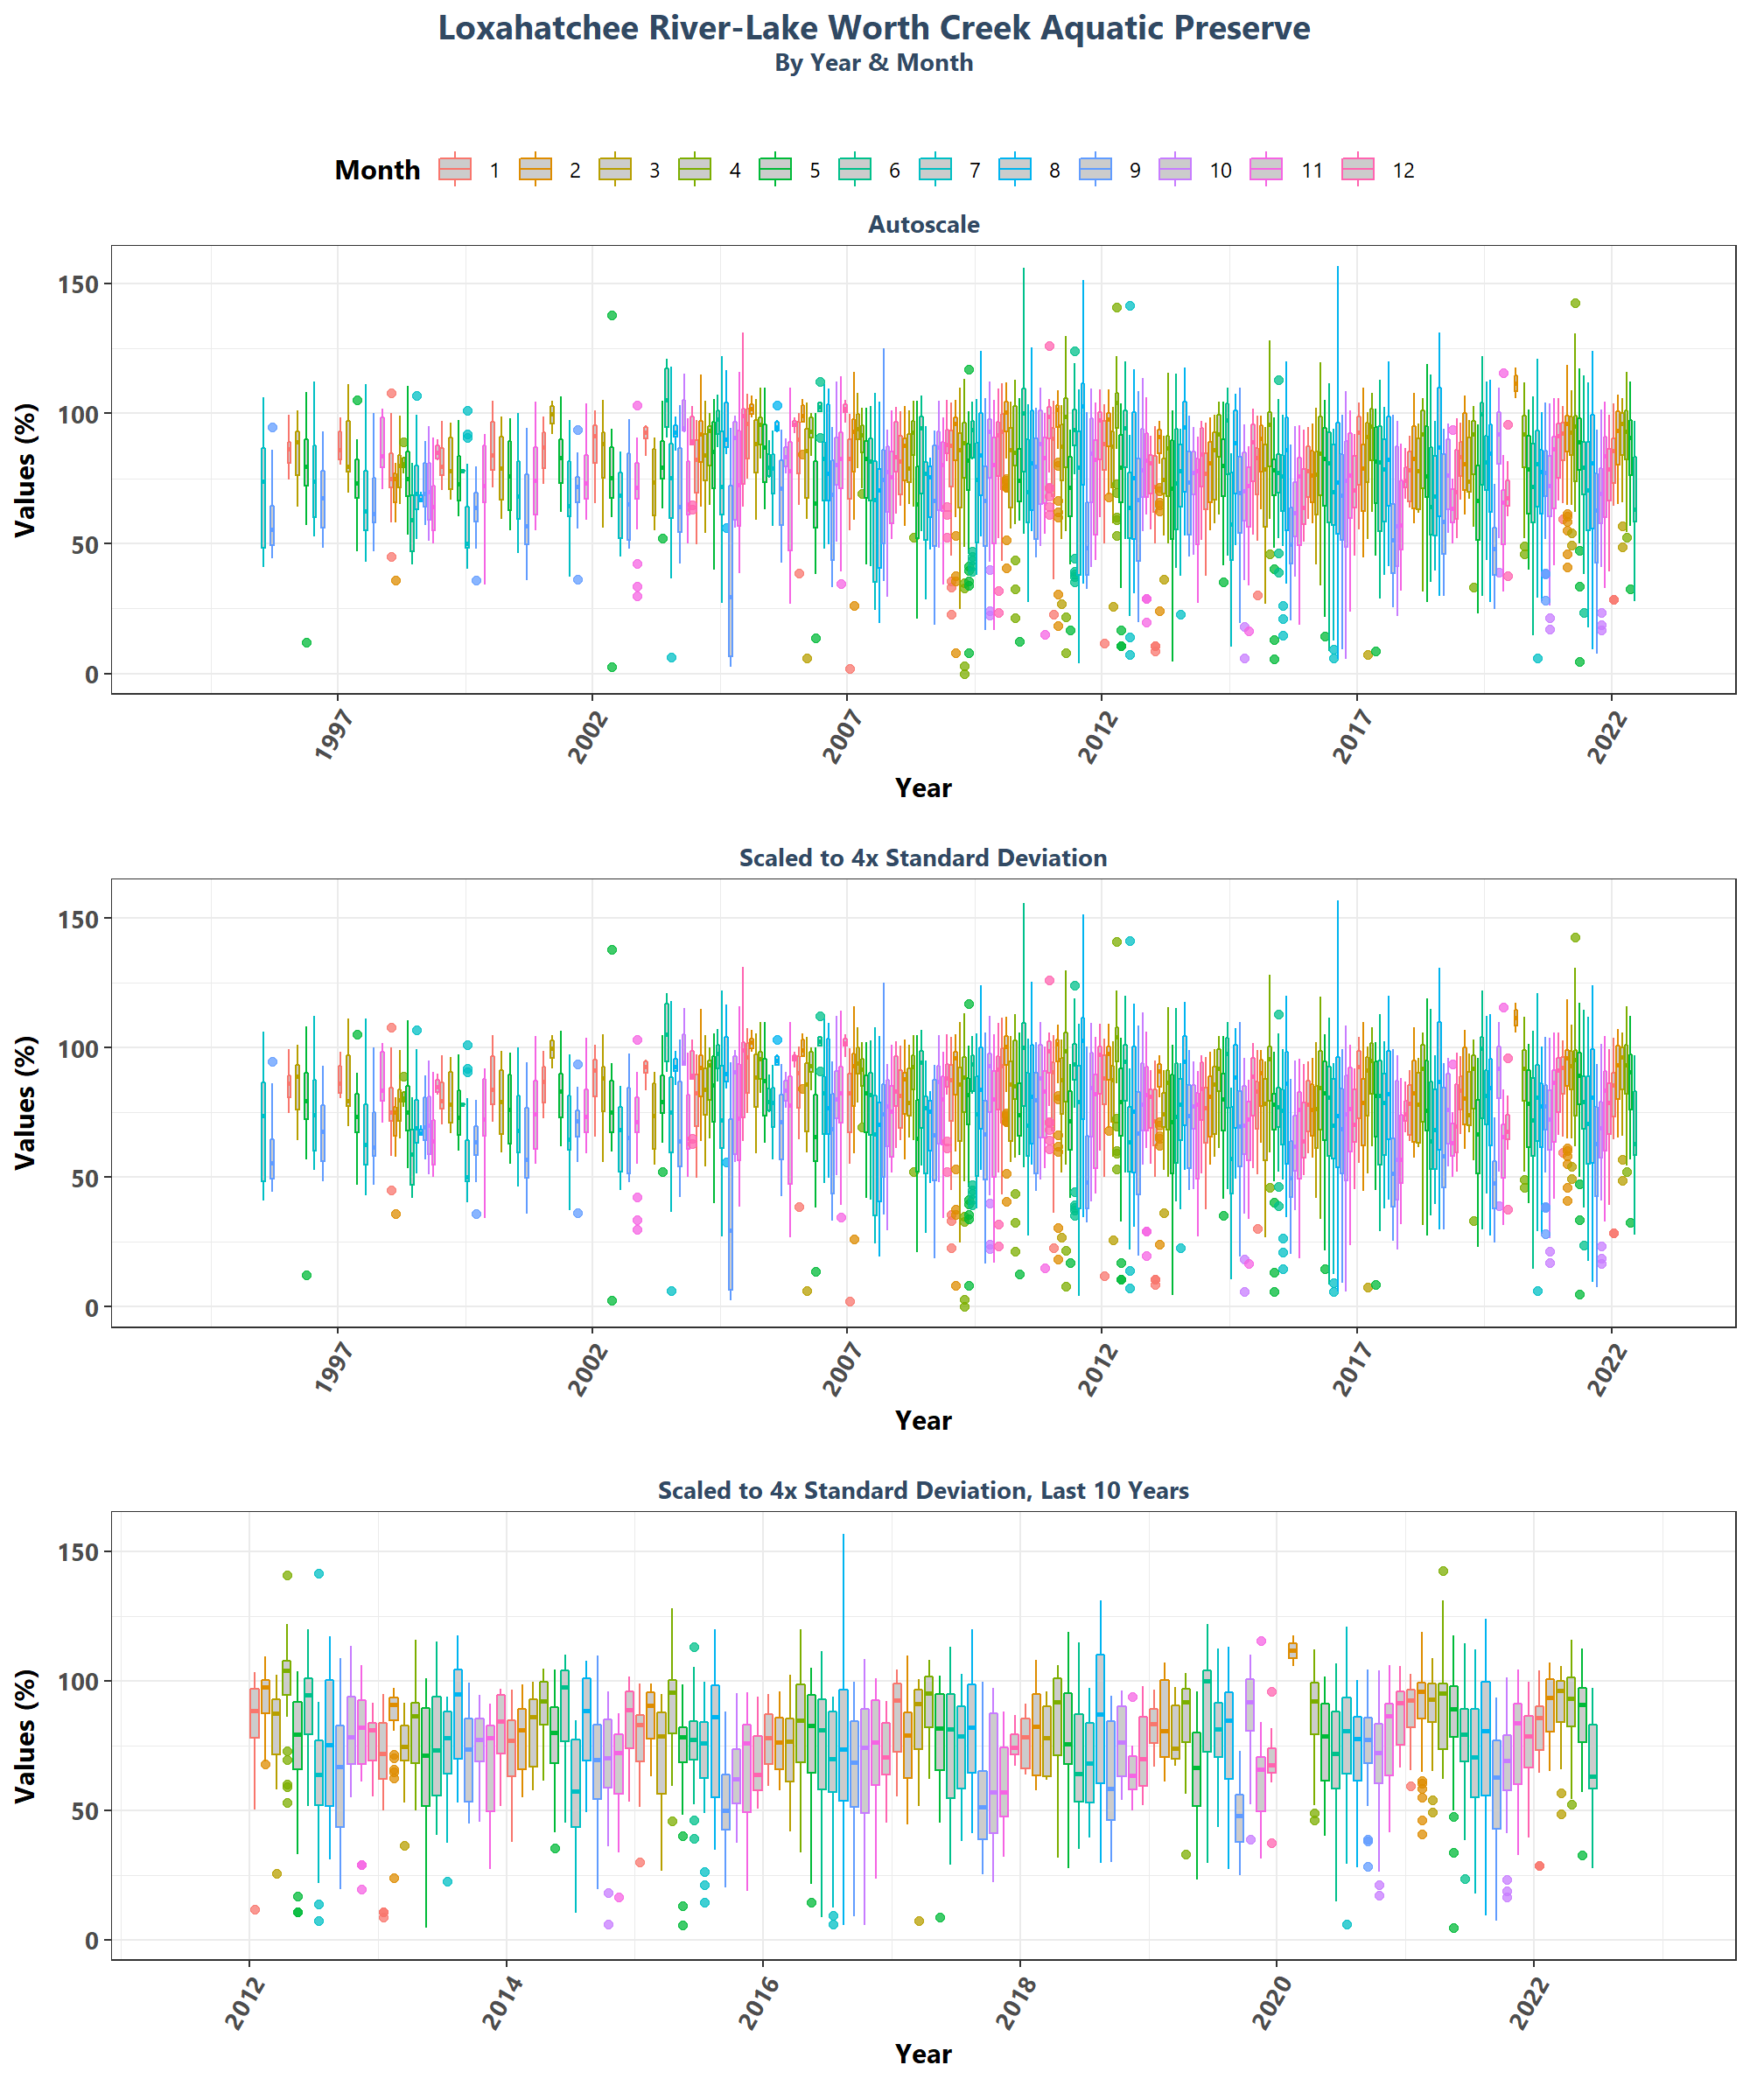 Loxahatchee River-Lake Worth Creek Aquatic Preserve
By Year & Month
Month 1 2 3 4 5 6 7 8 9 10 11 12
Autoscale
Values (%)
150
100
50
0
1997 2002 2007 2012 2017 2022
Year
Scaled to 4x Standard Deviation
Values (%)
150
100
50
0
1997 2002 2007 2012 2017 2022
Year
Scaled to 4x Standard Deviation, Last 10 Years
Values (%)
150
100
50
0
2012 2014 2016 2018 2020 2022
Year